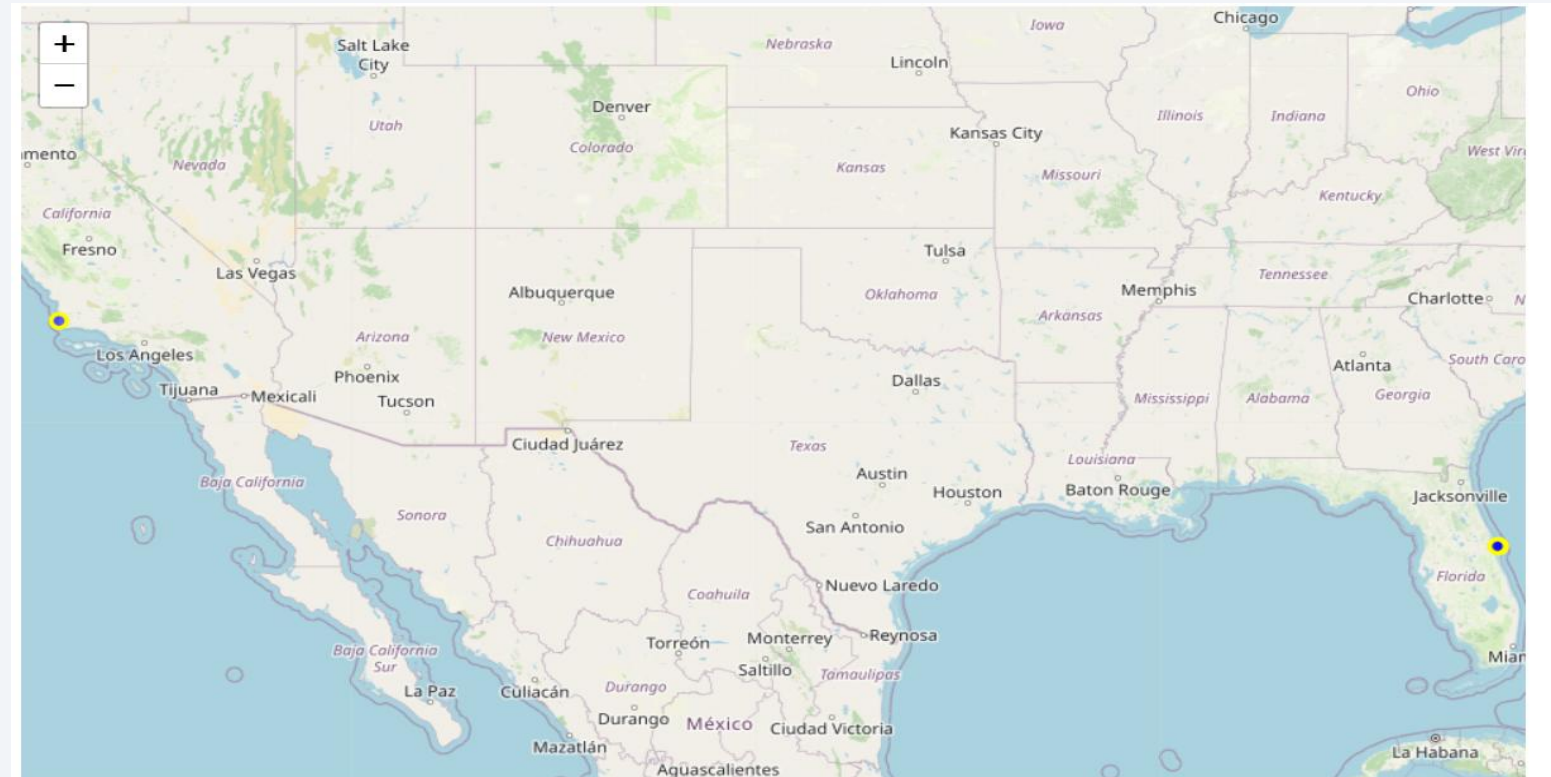 +
−
Chicago
Iowa
Salt Lake
City
Nebraska
Lincoln
Denver
Ohio
Utah
Illinois
Indiana
Kansas City
Colorado
amento
Nevada
West Virg
Kansas
Missouri
Kentucky
California
Fresno
Tulsa
Las Vegas
Tennessee
Albuquerque
Oklahoma
Memphis
Charlotte
N
Arkansas
Arizona
New Mexico
Los Angeles
South Caro
Atlanta
Phoenix
Dallas
Tijuana
Mexicali
Tucson
Mississippi
Alabama
Georgia
Ciudad Juárez
Texas
Louisiana
Austin
Baja California
Houston
Baton Rouge
Jacksonville
Sonora
San Antonio
Chihuahua
Florida
Nuevo Laredo
Coahuila
Reynosa
Torreón
Monterrey
Baja California
Sur
Miam
Saltillo
Tamaulipas
Durango
La Paz
Culiacán
Durango
México
Ciudad Victoria
Mazatlán
La Habana
Aguascalientes